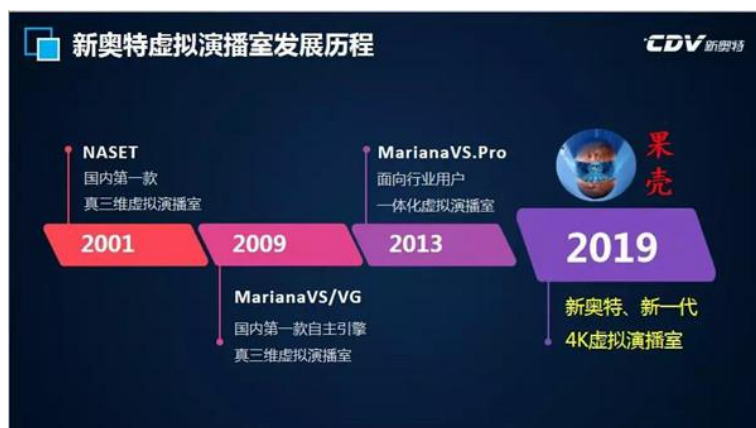 新奥特虚拟演播室发展历程
CDV新奥特
NASET
国内第一款
真三维虚拟演播室
MarianaVS.Pro
面向行业用户
一体化虚拟演播室
果壳
2001
2009
2013
2019
MarianaVS/VG
国内第一款自主引擎
真三维虚拟演播室
新奥特、新一代
4K虚拟演播室